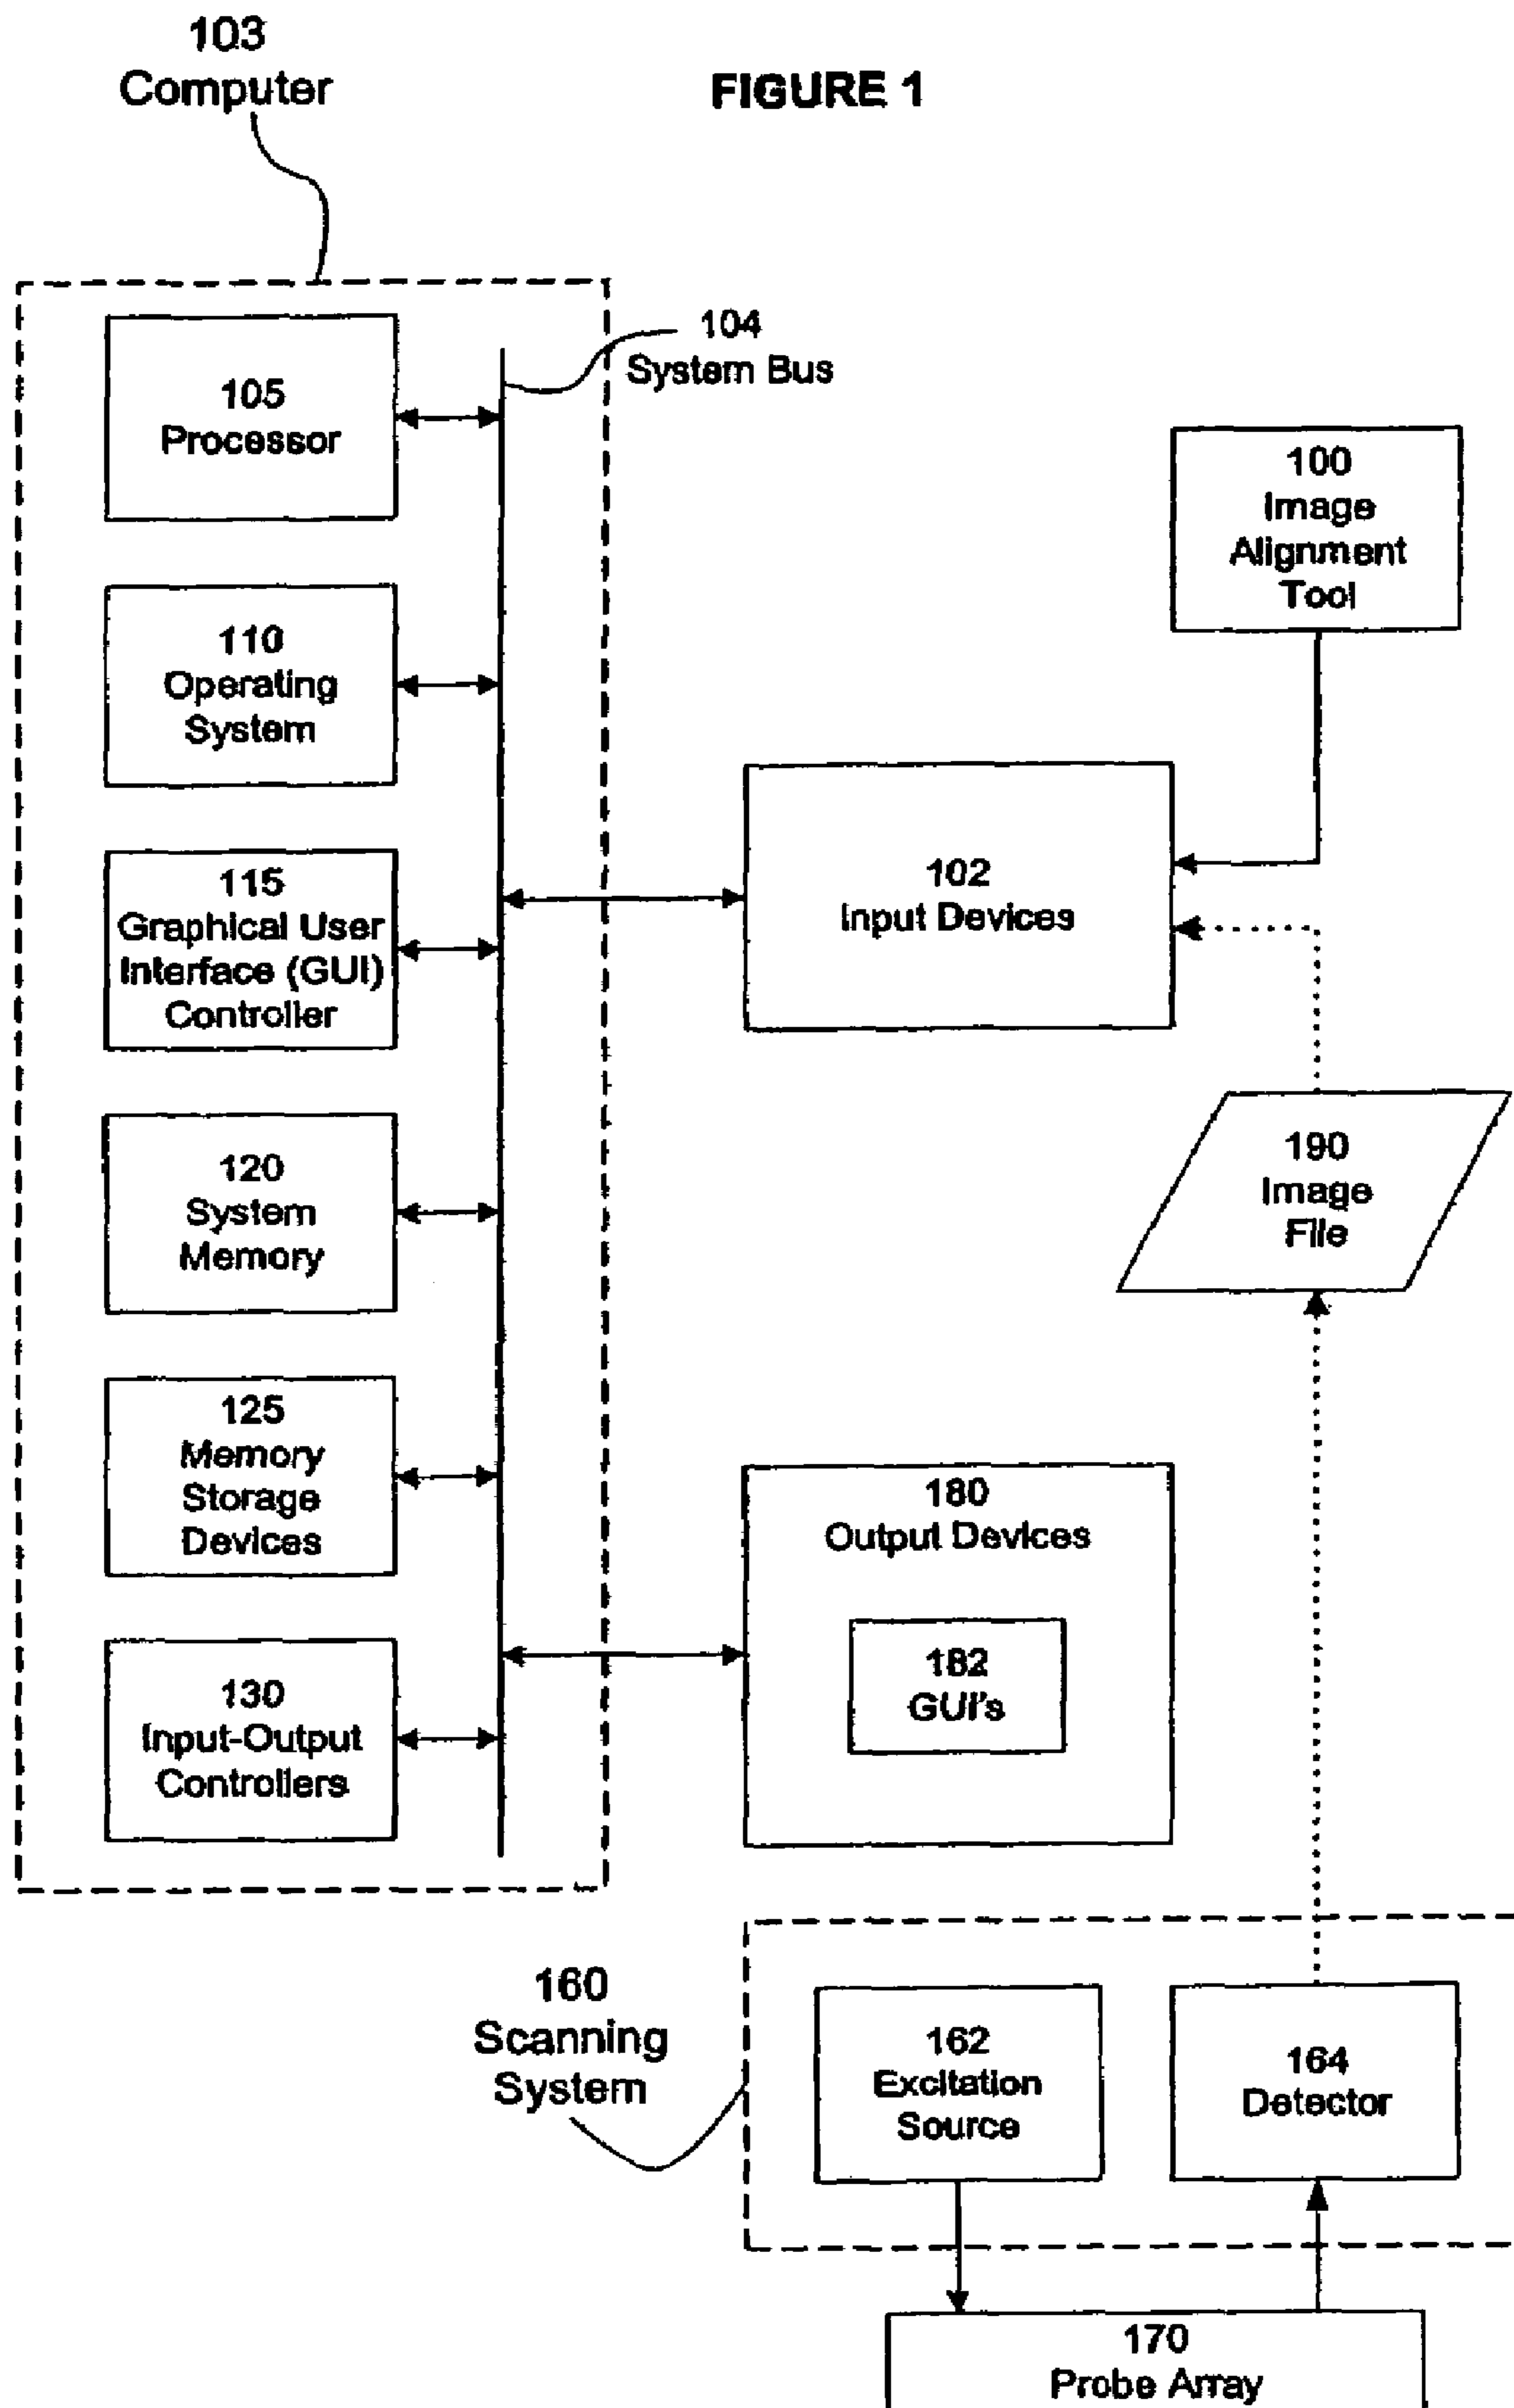 103
Computer
FIGURE 1
104
System Bus
105
Processor
100
Image
Alignment
Tool
110
Operating
System
102
Input Devices
115
Graphical User
Interface (GUI)
Controller
120
System
Memory
190
Image
File
125
Memory
Storage
Devices
180
Output Devices
182
GUI's
130
Input-Output
Controllers
160
Scanning
System
162
Excitation
Source
164
Detector
170
Probe Array